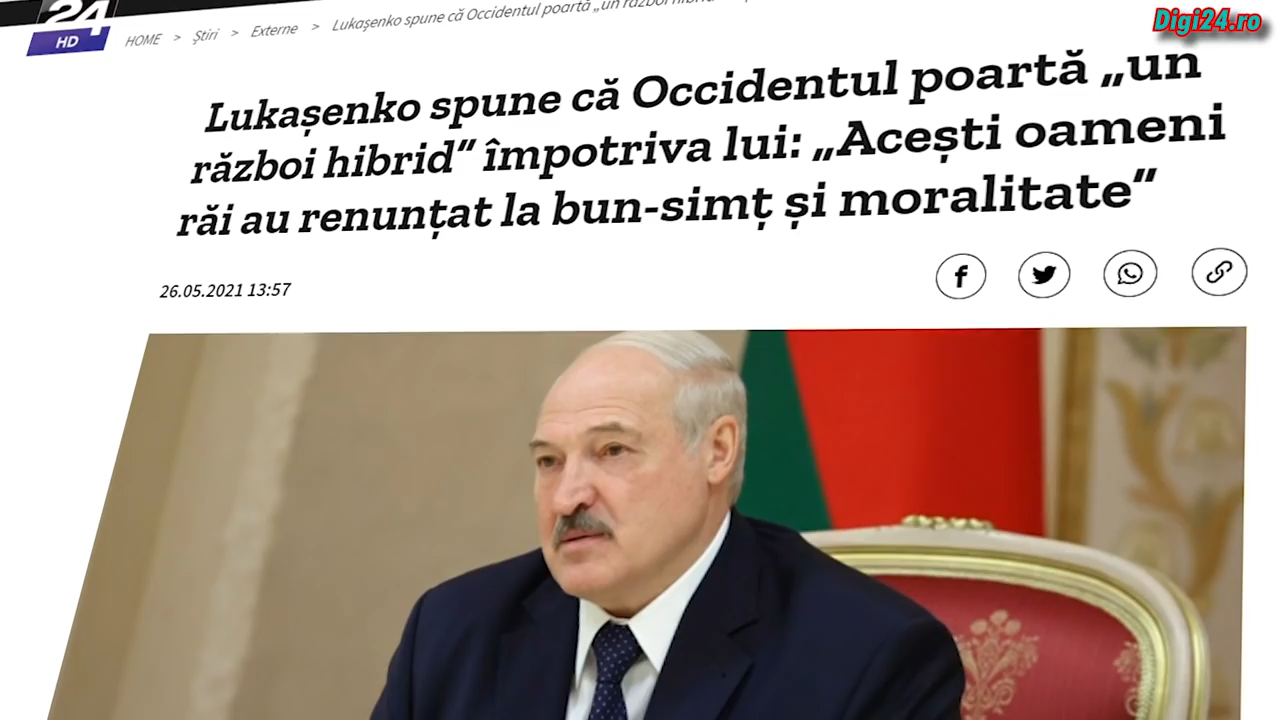 24
HD
Digi24.ro
HOME > Știri > Externe > Lukașenko spune că Occidentul poartă „un război
Lukașenko spune că Occidentul poartă „un
război hibrid” împotriva lui: „Acești oameni
răi au renunțat la bun-simț și moralitate”
26.05.2021 13:57